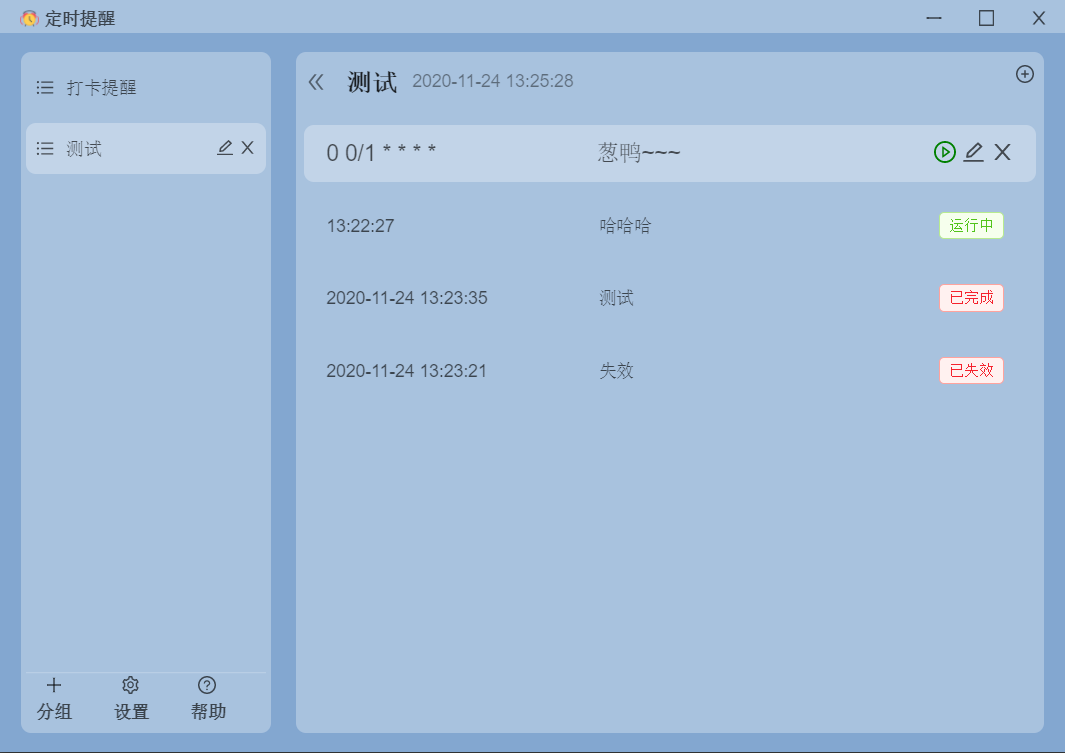 定时提醒
打卡提醒
测试
分组 设置 帮助
测试 2020-11-24 13:25:28
0 0/1 * * * * 葱鸭~~~
13:22:27 哈哈哈 运行中
2020-11-24 13:23:35 测试 已完成
2020-11-24 13:23:21 失效 已失效